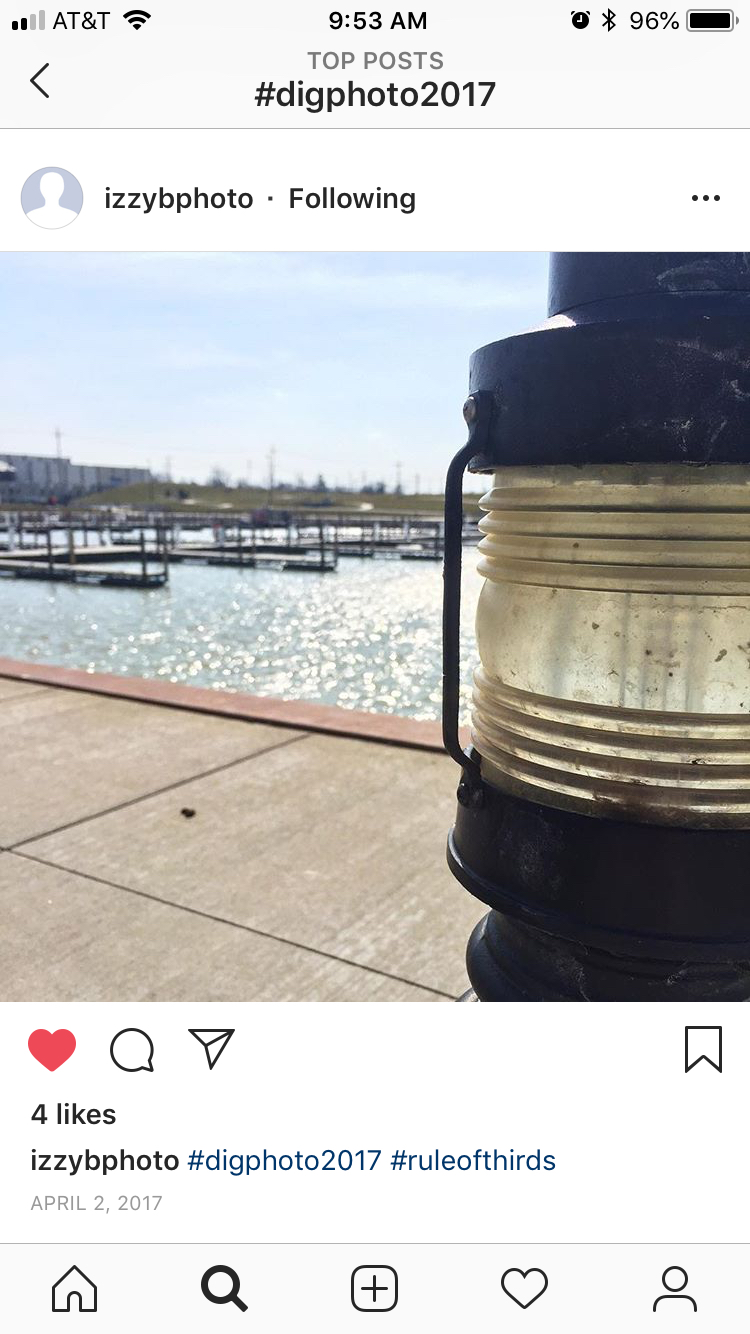 AT&T 9:53 AM 96%
TOP POSTS
#digphoto2017
izzybphoto · Following
4 likes
izzybphoto #digphoto2017 #ruleofthirds
APRIL 2, 2017